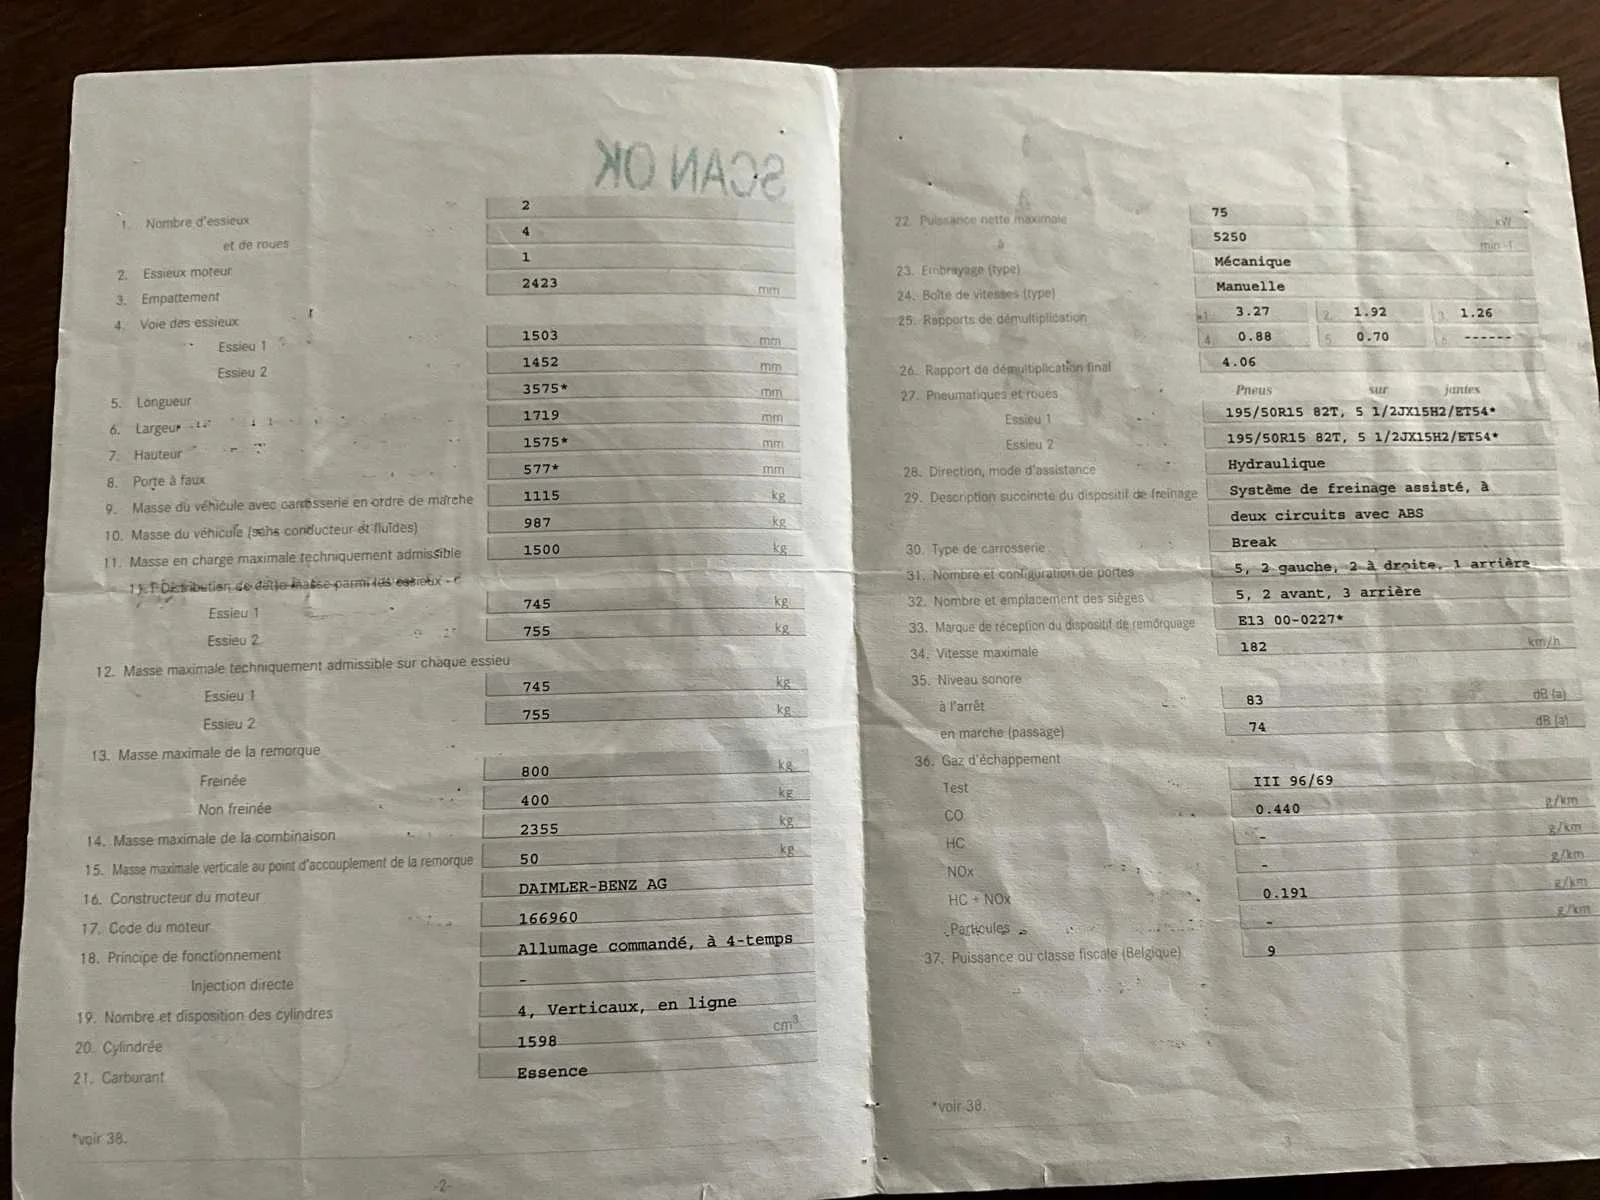 SCAN OK
1. Nombre d'essieux 2
et de roues 4
2. Essieux moteur 1
3. Empattement 2423 mm
4. Voie des essieux
Essieu 1 1503 mm
Essieu 2 1452 mm
5. Longueur 3575* mm
6. Largeur 1719 mm
7. Hauteur 1575* mm
8. Porte à faux 577* mm
9. Masse du véhicule avec carrosserie en ordre de marche 1115 kg
10. Masse du véhicule (sans conducteur et fluides) 987 kg
11. Masse en charge maximale techniquement admissible 1500 kg
11.1 Distribution de cette masse parmi les essieux
Essieu 1 745 kg
Essieu 2 755 kg
12. Masse maximale techniquement admissible sur chaque essieu
Essieu 1 745 kg
Essieu 2 755 kg
13. Masse maximale de la remorque
Freinée 800 kg
Non freinée 400 kg
14. Masse maximale de la combinaison 2355 kg
15. Masse maximale verticale au point d'accouplement de la remorque 50 kg
16. Constructeur du moteur DAIMLER-BENZ AG
17. Code du moteur 166960
18. Principe de fonctionnement Allumage commandé, à 4-temps
Injection directe -
19. Nombre et disposition des cylindres 4, Verticaux, en ligne
20. Cylindrée 1598 cm³
21. Carburant Essence
*voir 38.
-2-
22. Puissance nette maximale 75 kW
à 5250 min-1
23. Embrayage (type) Mécanique
24. Boîte de vitesses (type) Manuelle
25. Rapports de démultiplication 1. 3.27 2. 1.92 3. 1.26
4. 0.88 5. 0.70 6. ------
26. Rapport de démultiplication final 4.06
27. Pneumatiques et roues Pneus sur jantes
Essieu 1 195/50R15 82T, 5 1/2JX15H2/ET54*
Essieu 2 195/50R15 82T, 5 1/2JX15H2/ET54*
28. Direction, mode d'assistance Hydraulique
29. Description succincte du dispositif de freinage Système de freinage assisté, à
deux circuits avec ABS
30. Type de carrosserie Break
31. Nombre et configuration de portes 5, 2 gauche, 2 à droite, 1 arrière
32. Nombre et emplacement des sièges 5, 2 avant, 3 arrière
33. Marque de réception du dispositif de remorquage E13 00-0227*
34. Vitesse maximale 182 km/h
35. Niveau sonore
à l'arrêt 83 dB (a)
en marche (passage) 74 dB (a)
36. Gaz d'échappement
Test III 96/69
CO 0.440 g/km
HC - g/km
NOx - g/km
HC + NOx 0.191 g/km
Particules - g/km
37. Puissance ou classe fiscale (Belgique) 9
*voir 38.
3